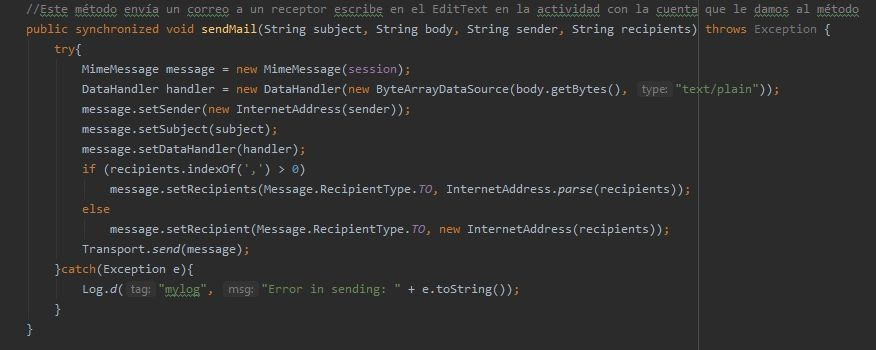 //Este método envía un correo a un receptor escribe en el EditText en la actividad con la cuenta que le damos al método
public synchronized void sendMail(String subject, String body, String sender, String recipients) throws Exception {
try{
MimeMessage message = new MimeMessage(session);
DataHandler handler = new DataHandler(new ByteArrayDataSource(body.getBytes(), type: "text/plain"));
message.setSender(new InternetAddress(sender));
message.setSubject(subject);
message.setDataHandler(handler);
if (recipients.indexOf(',') > 0)
message.setRecipients(Message.RecipientType.TO, InternetAddress.parse(recipients));
else
message.setRecipient(Message.RecipientType.TO, new InternetAddress(recipients));
Transport.send(message);
}catch(Exception e){
Log.d( tag: "mylog", msg: "Error in sending: " + e.toString());
}
}